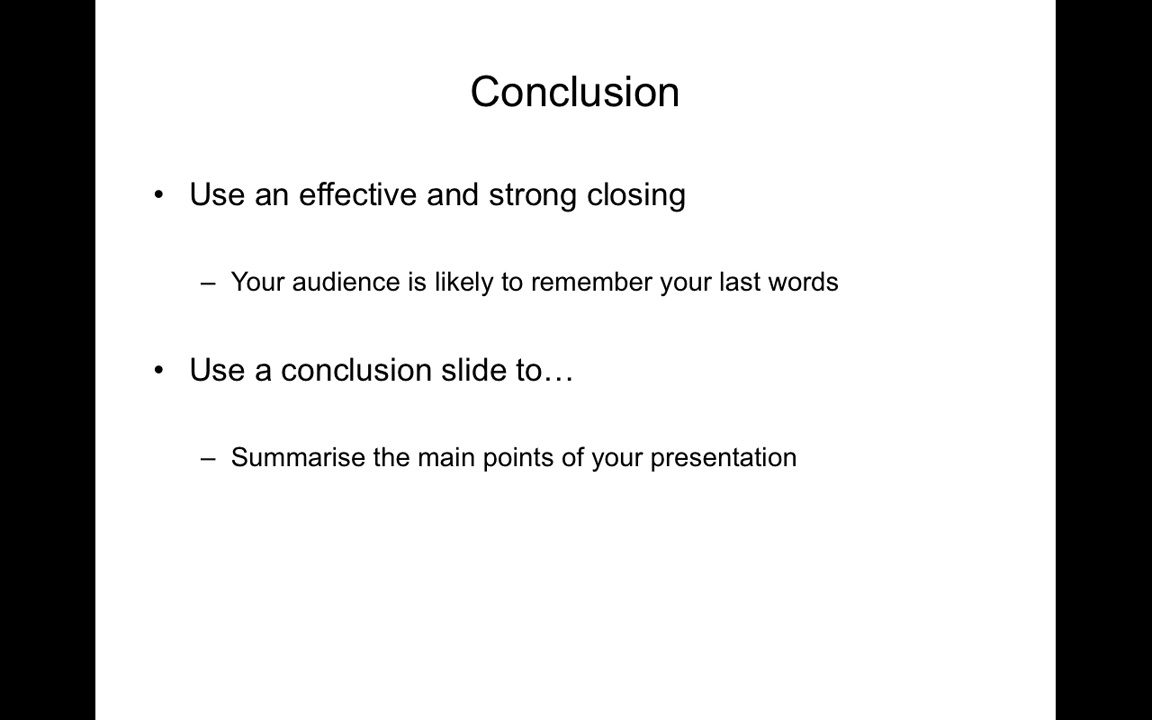 Conclusion
• Use an effective and strong closing
– Your audience is likely to remember your last words
• Use a conclusion slide to…
– Summarise the main points of your presentation